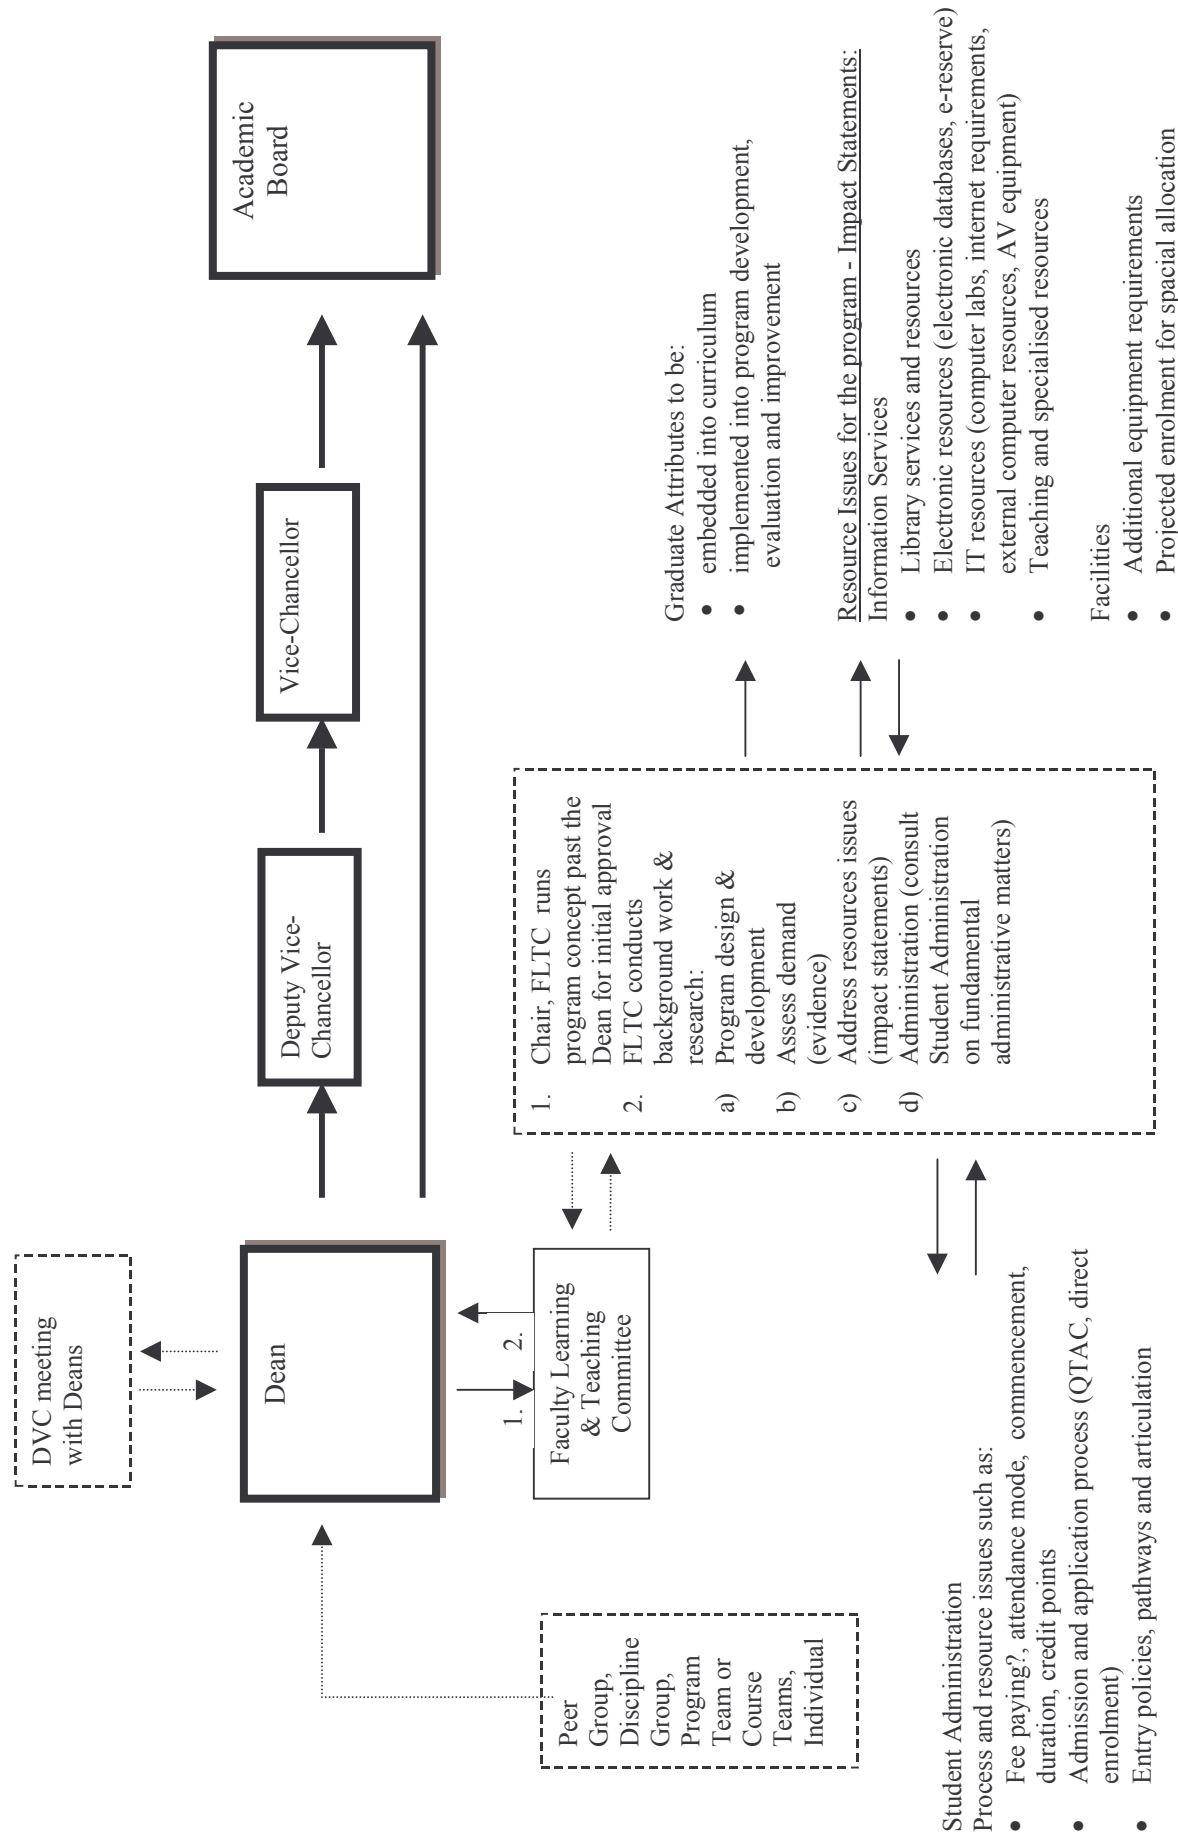 DVC meeting
with Deans
Dean
Deputy Vice-
Chancellor
Vice-Chancellor
Academic
Board
Peer
Group,
Discipline
Group,
Program
Team or
Course
Teams,
Individual
1. 2.
Faculty Learning
& Teaching
Committee
1. Chair, FLTC runs
program concept past the
Dean for initial approval
2. FLTC conducts
background work &
research:
a) Program design &
development
b) Assess demand
(evidence)
c) Address resources issues
(impact statements)
d) Administration (consult
Student Administration
on fundamental
administrative matters)
Graduate Attributes to be:
• embedded into curriculum
• implemented into program development,
evaluation and improvement
Resource Issues for the program - Impact Statements:
Information Services
• Library services and resources
• Electronic resources (electronic databases, e-reserve)
• IT resources (computer labs, internet requirements,
external computer resources, AV equipment)
• Teaching and specialised resources
Facilities
• Additional equipment requirements
• Projected enrolment for spacial allocation
Student Administration
Process and resource issues such as:
• Fee paying?, attendance mode, commencement,
duration, credit points
• Admission and application process (QTAC, direct
enrolment)
• Entry policies, pathways and articulation